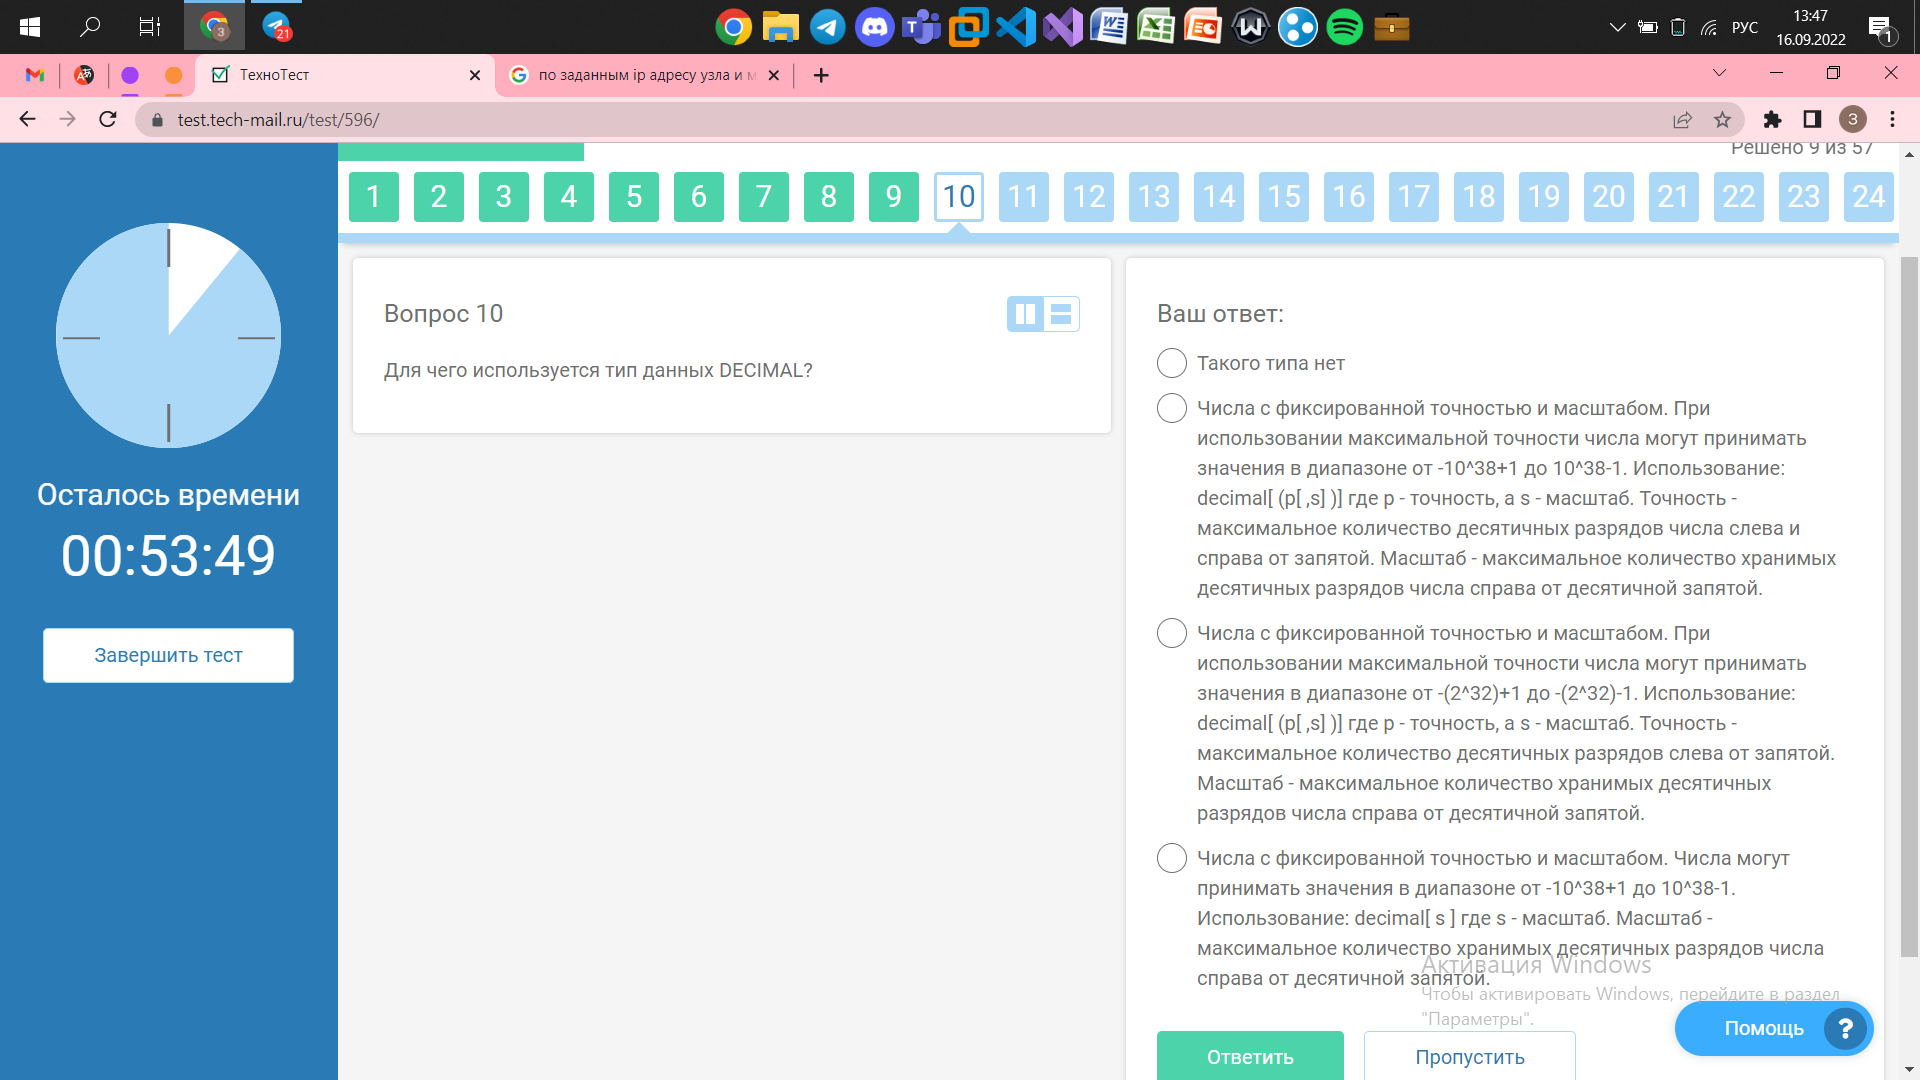 21
3
РУС
13:47
16.09.2022
1
ТехноТест
по заданным ip адресу узла и м
test.tech-mail.ru/test/596/
З
Решено 9 из 57
1 2 3 4 5 6 7 8 9 10 11 12 13 14 15 16 17 18 19 20 21 22 23 24
Осталось времени
00:53:49
Завершить тест
Вопрос 10
Для чего используется тип данных DECIMAL?
Ваш ответ:
Такого типа нет
Числа с фиксированной точностью и масштабом. При
использовании максимальной точности числа могут принимать
значения в диапазоне от -10^38+1 до 10^38-1. Использование:
decimal[ (p[ ,s] )] где p - точность, а s - масштаб. Точность -
максимальное количество десятичных разрядов числа слева и
справа от запятой. Масштаб - максимальное количество хранимых
десятичных разрядов числа справа от десятичной запятой.
Числа с фиксированной точностью и масштабом. При
использовании максимальной точности числа могут принимать
значения в диапазоне от -(2^32)+1 до -(2^32)-1. Использование:
decimal[ (p[ ,s] )] где p - точность, а s - масштаб. Точность -
максимальное количество десятичных разрядов слева от запятой.
Масштаб - максимальное количество хранимых десятичных
разрядов числа справа от десятичной запятой.
Числа с фиксированной точностью и масштабом. Числа могут
принимать значения в диапазоне от -10^38+1 до 10^38-1.
Использование: decimal[ s ] где s - масштаб. Масштаб -
максимальное количество хранимых десятичных разрядов числа
справа от десятичной запятой.
Активация Windows
Чтобы активировать Windows, перейдите в раздел
"Параметры".
Ответить
Пропустить
Помощь ?